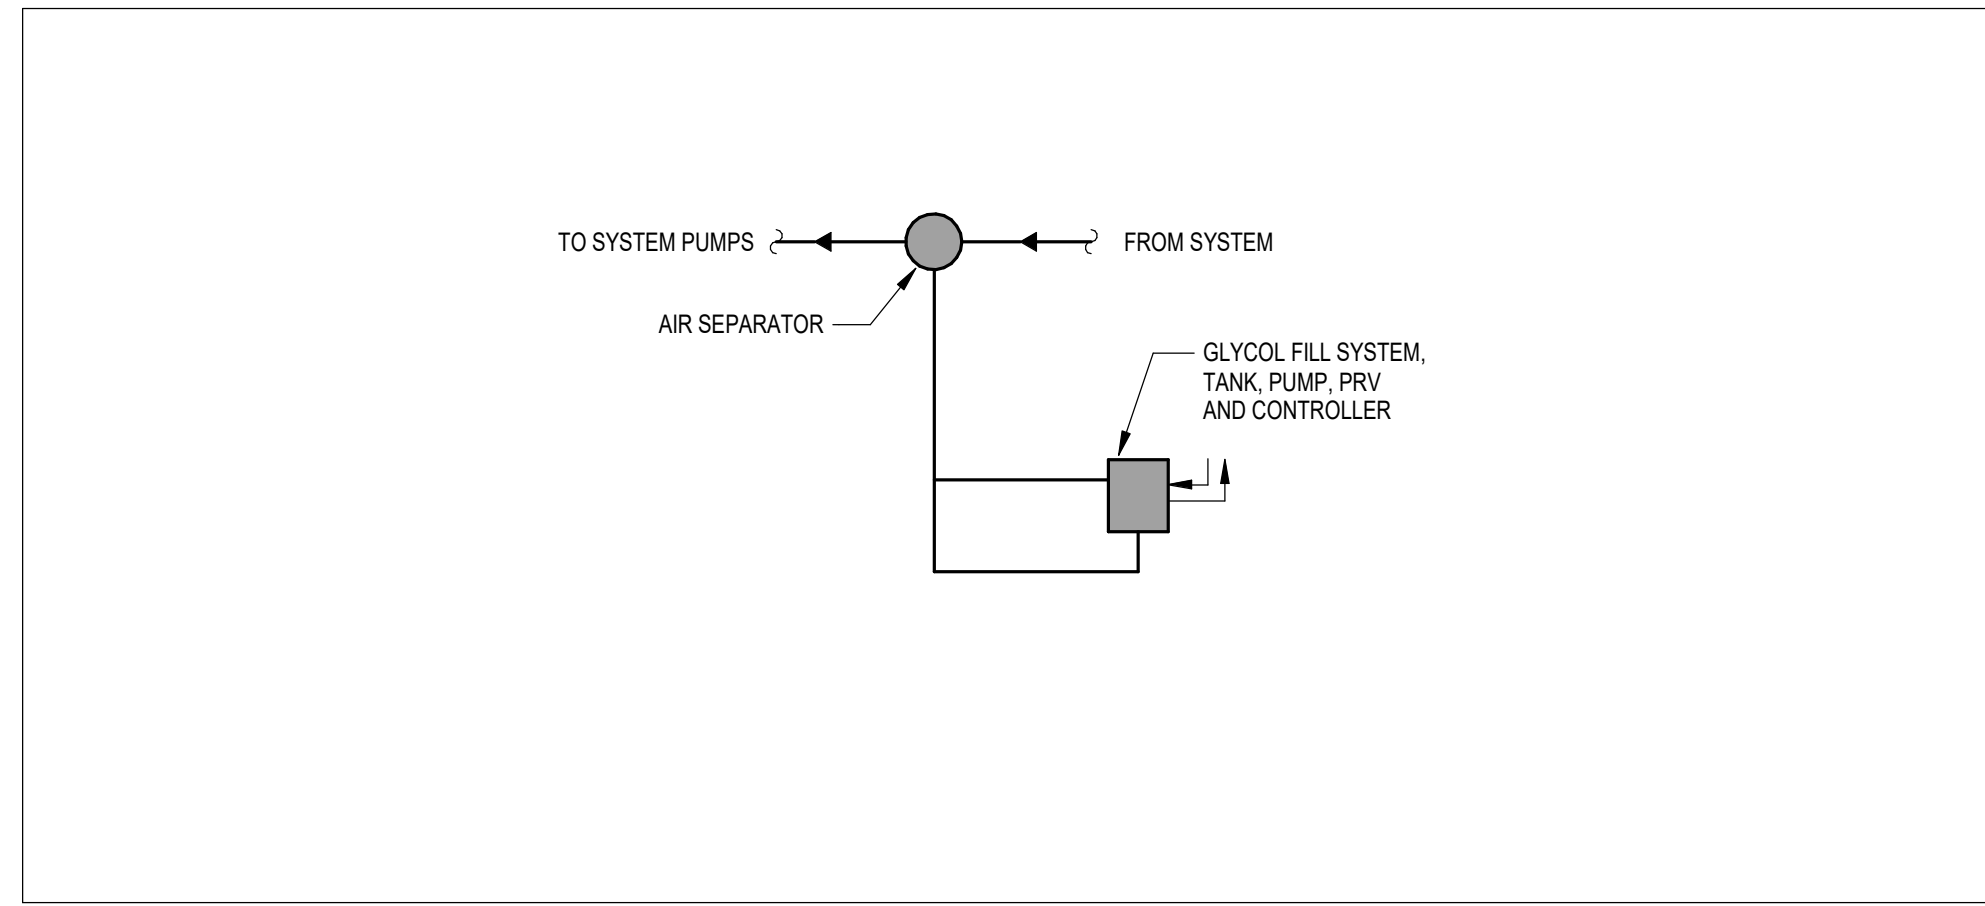 TO SYSTEM PUMPS
FROM SYSTEM
AIR SEPARATOR
GLYCOL FILL SYSTEM,
TANK, PUMP, PRV
AND CONTROLLER